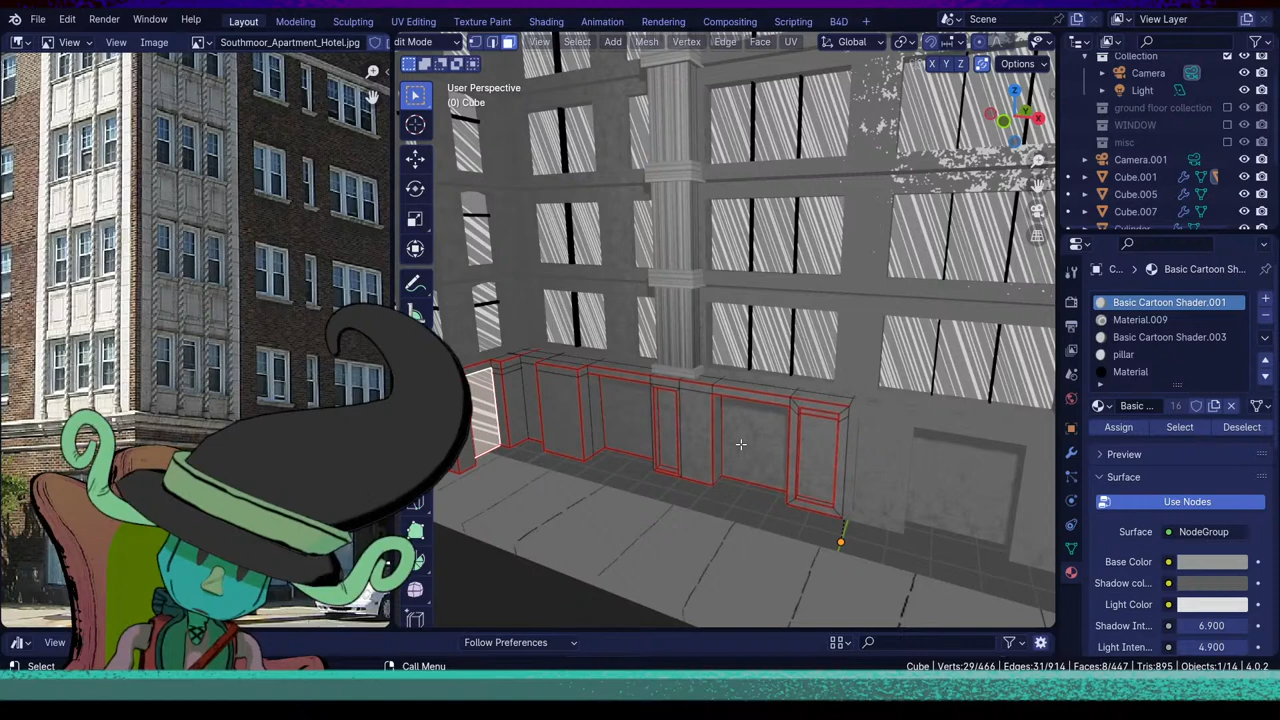 File Edit Render Window Help
Layout Modeling Sculpting UV Editing Texture Paint Shading Animation Rendering Compositing Scripting B4D +
Scene
View Layer
View View Image Southmoor_Apartment_Hotel.jpg
dit Mode View Select Add Mesh Vertex Edge Face UV Global
X Y Z Options
User Perspective
(0) Cube
Z
Y
X
Collection
Camera
Light
ground floor collection
WINDOW
misc
Camera.001
Cube.001
Cube.005
Cube.007
C... > Basic Cartoon Sh...
Basic Cartoon Shader.001
Material.009
Basic Cartoon Shader.003
pillar
Material
Basic ... 16
Assign Select Deselect
Preview
Surface
Use Nodes
Surface NodeGroup
Base Color
Shadow col...
Light Color
Shadow Int... 6.900
Light Inten... 4.900
View
Follow Preferences
Select
Call Menu
Cube | Verts:29/466 | Edges:31/914 | Faces:8/447 | Tris:895 | Objects:1/14 | 4.0.2